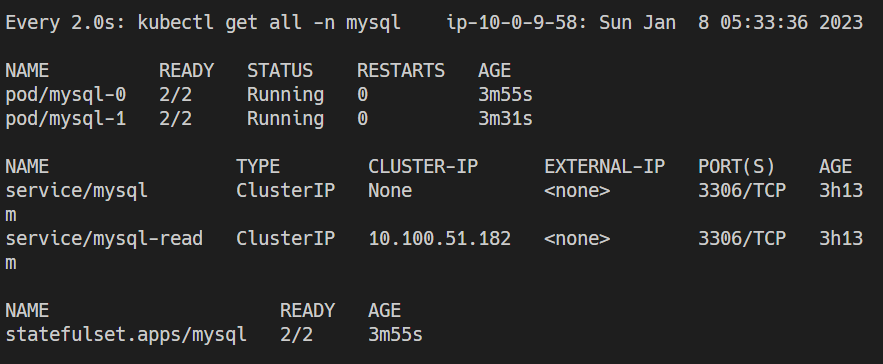 Every 2.0s: kubectl get all -n mysql    ip-10-0-9-58: Sun Jan  8 05:33:36 2023
NAME          READY   STATUS    RESTARTS   AGE
pod/mysql-0   2/2     Running   0          3m55s
pod/mysql-1   2/2     Running   0          3m31s
NAME                 TYPE        CLUSTER-IP      EXTERNAL-IP   PORT(S)    AGE
service/mysql        ClusterIP   None            <none>        3306/TCP   3h13
m
service/mysql-read   ClusterIP   10.100.51.182   <none>        3306/TCP   3h13
m
NAME                     READY   AGE
statefulset.apps/mysql   2/2     3m55s